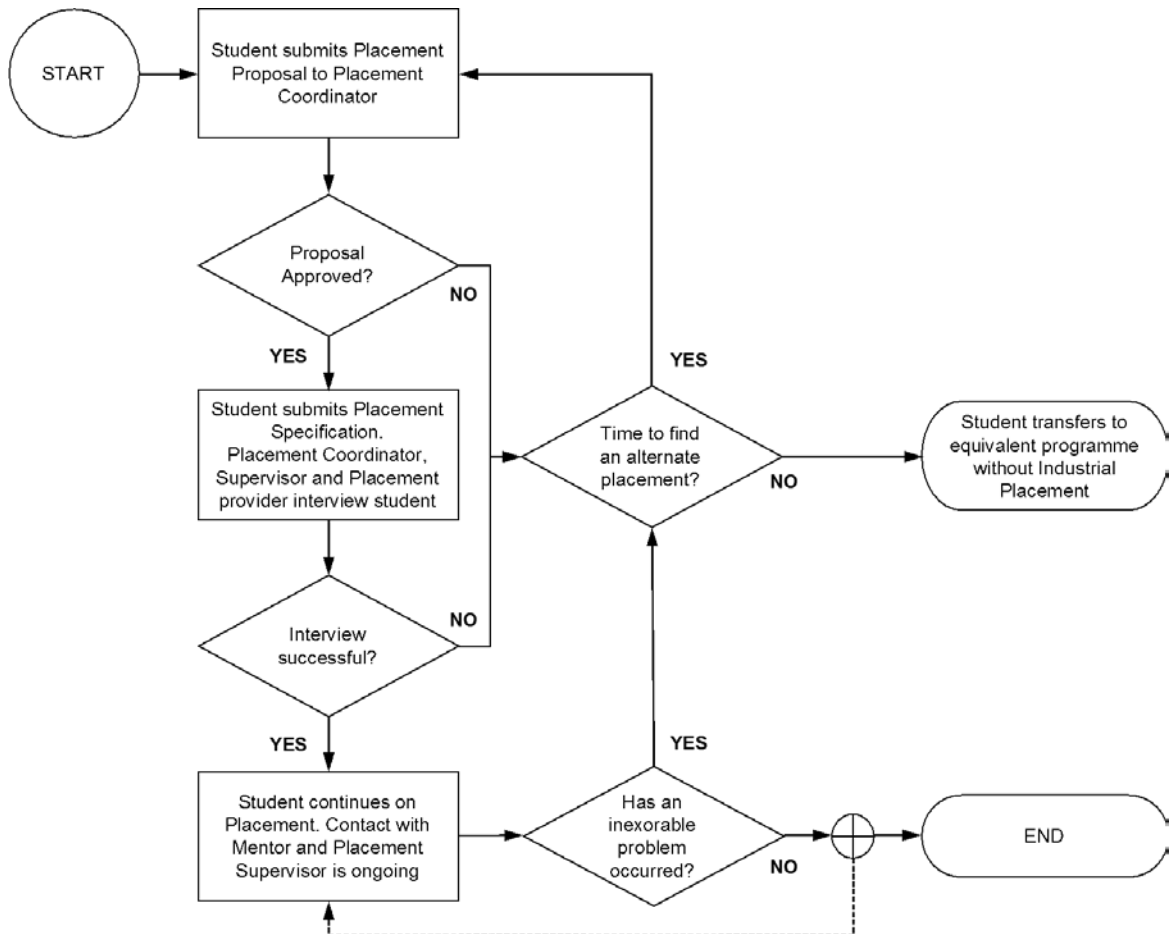 START
Student submits Placement
Proposal to Placement
Coordinator
Proposal
Approved?
NO
YES
Student submits Placement
Specification.
Placement Coordinator,
Supervisor and Placement
provider interview student
YES
Time to find
an alternate
placement?
NO
Student transfers to
equivalent programme
without Industrial
Placement
Interview
successful?
NO
YES
Student continues on
Placement. Contact with
Mentor and Placement
Supervisor is ongoing
YES
Has an
inexorable
problem
occurred?
NO
END